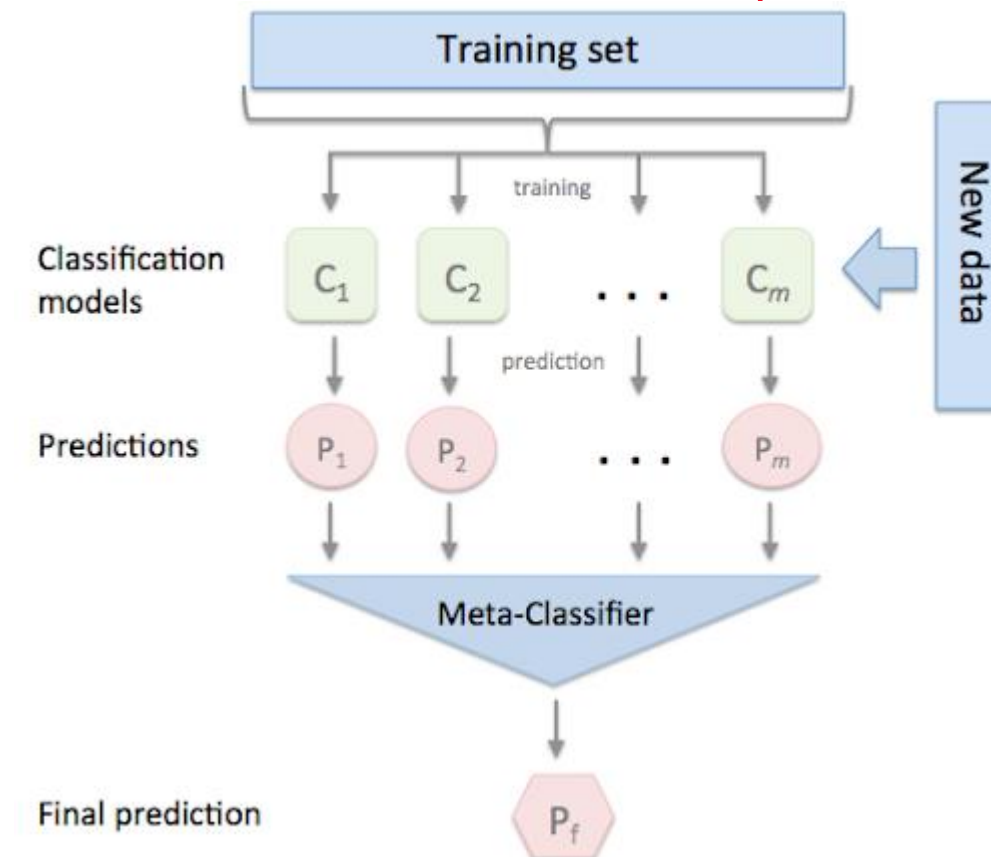 Training set
training
New data
Classification
models
C1
C2
. . .
Cm
prediction
Predictions
P1
P2
. . .
Pm
Meta-Classifier
Final prediction
Pf